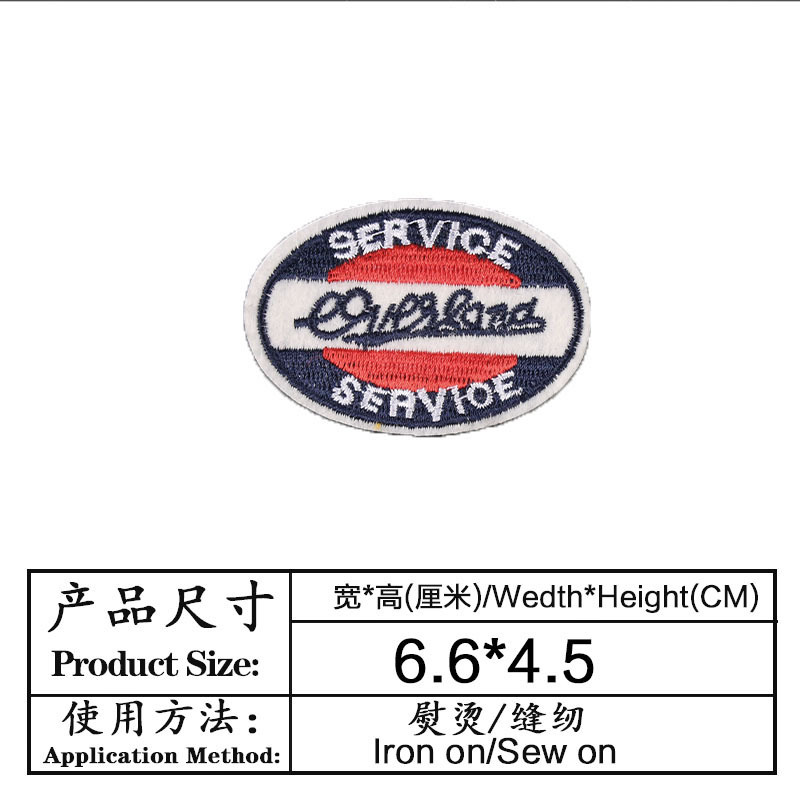 SERVICE
Overland
SERVICE
产品尺寸
Product Size:
宽*高(厘米)/Wedth*Height(CM)
6.6*4.5
使用方法:
Application Method:
熨烫/缝纫
Iron on/Sew on